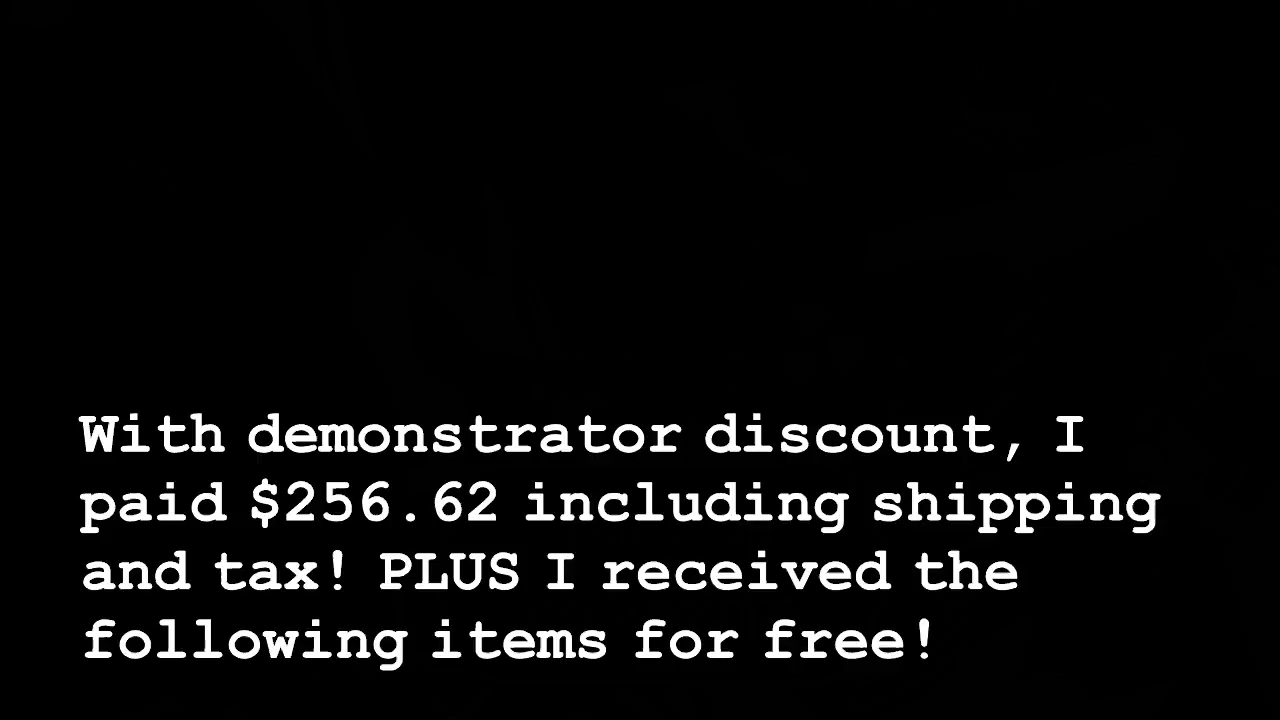 With demonstrator discount, I
paid $256.62 including shipping
and tax! PLUS I received the
following items for free!